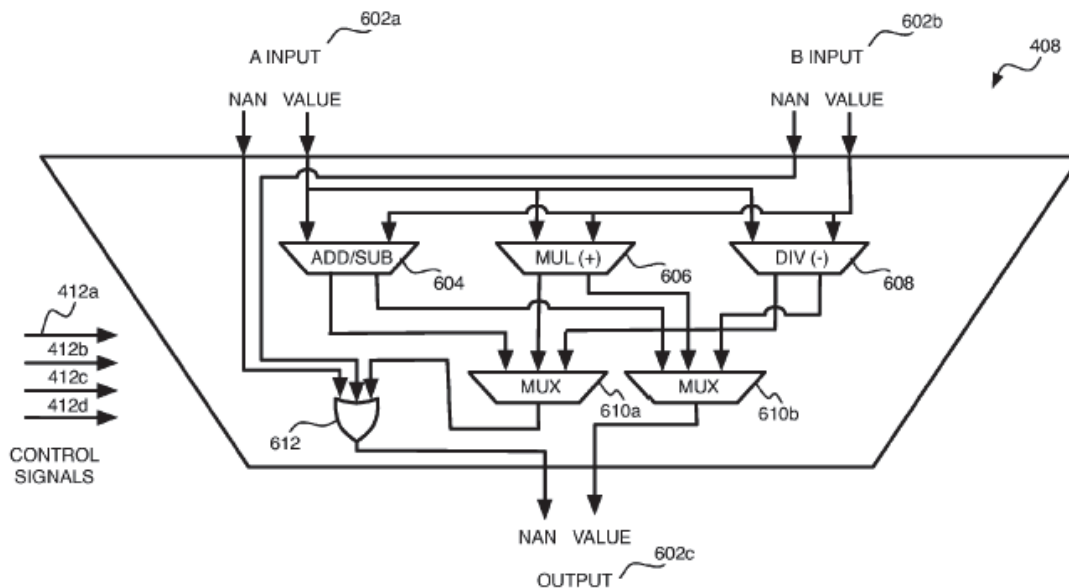 602a
602b
A INPUT
B INPUT
408
NAN VALUE
NAN VALUE
ADD/SUB
MUL (+)
DIV (-)
604
606
608
412a
412b
412c
412d
MUX
MUX
610a
610b
612
CONTROL
SIGNALS
NAN VALUE
602c
OUTPUT